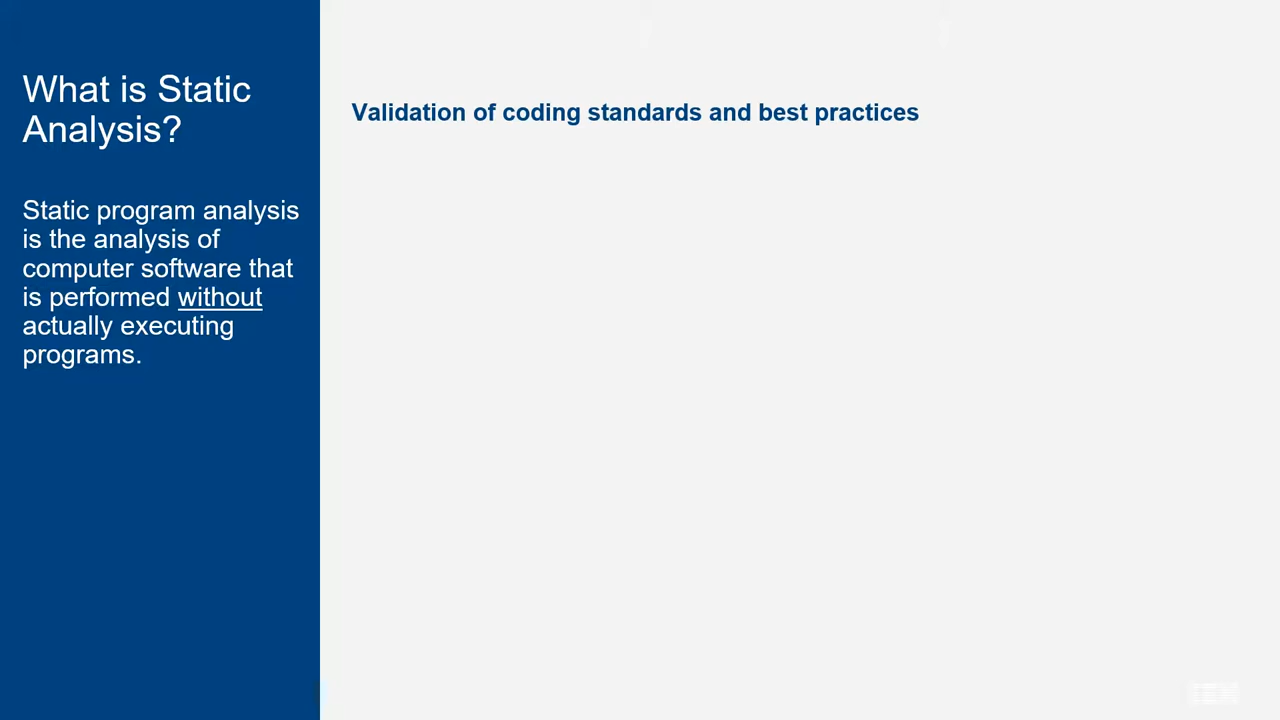 What is Static
Analysis?
Static program analysis
is the analysis of
computer software that
is performed without
actually executing
programs.
Validation of coding standards and best practices